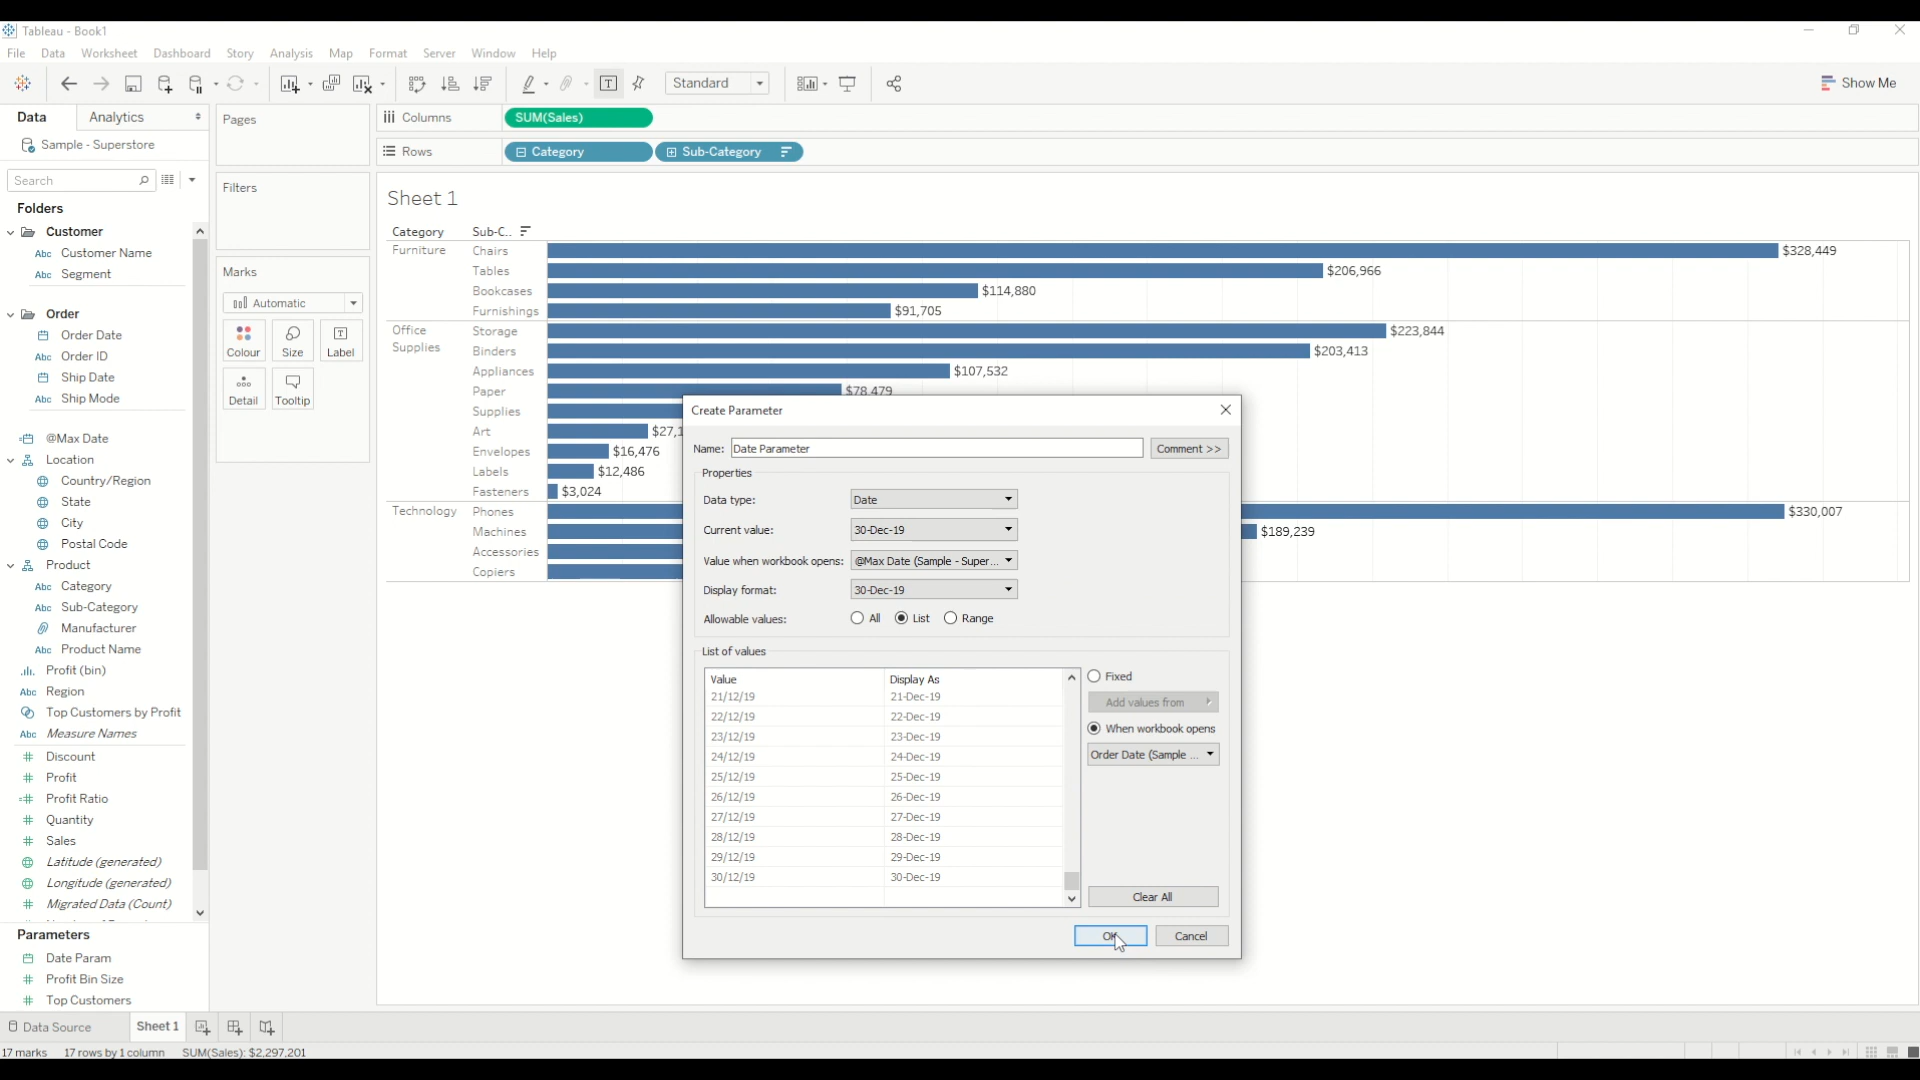 Tableau - Book1
File Data Worksheet Dashboard Story Analysis Map Format Server Window Help
Standard
Show Me
Data
Analytics
Sample - Superstore
Search
Folders
Customer
Abc Customer Name
Abc Segment
Order
Order Date
Abc Order ID
Ship Date
Abc Ship Mode
@Max Date
Location
Country/Region
State
City
Postal Code
Product
Abc Category
Abc Sub-Category
Manufacturer
Abc Product Name
Profit (bin)
Abc Region
Top Customers by Profit
Abc Measure Names
# Discount
# Profit
=# Profit Ratio
# Quantity
# Sales
Latitude (generated)
Longitude (generated)
# Migrated Data (Count)
Parameters
Date Param
# Profit Bin Size
# Top Customers
Pages
Filters
Marks
Automatic
Colour
Size
Label
Detail
Tooltip
Columns
SUM(Sales)
Rows
Category
Sub-Category
Sheet 1
Category Sub-C..
Furniture Chairs $328,449
Tables $206,966
Bookcases $114,880
Furnishings $91,705
Office Supplies
Storage $223,844
Binders $203,413
Appliances $107,532
Paper $78,479
Supplies
Art $27,1
Envelopes $16,476
Labels $12,486
Fasteners $3,024
Technology Phones $330,007
Machines $189,239
Accessories
Copiers
Create Parameter
Name: Date Parameter
Comment >>
Properties
Data type: Date
Current value: 30-Dec-19
Value when workbook opens: @Max Date (Sample - Super...
Display format: 30-Dec-19
Allowable values: All List Range
List of values
Value Display As
21/12/19 21-Dec-19
22/12/19 22-Dec-19
23/12/19 23-Dec-19
24/12/19 24-Dec-19
25/12/19 25-Dec-19
26/12/19 26-Dec-19
27/12/19 27-Dec-19
28/12/19 28-Dec-19
29/12/19 29-Dec-19
30/12/19 30-Dec-19
Fixed
Add values from
When workbook opens
Order Date (Sample ...
Clear All
OK
Cancel
Data Source
Sheet 1
17 marks 17 rows by 1 column SUM(Sales): $2,297,201